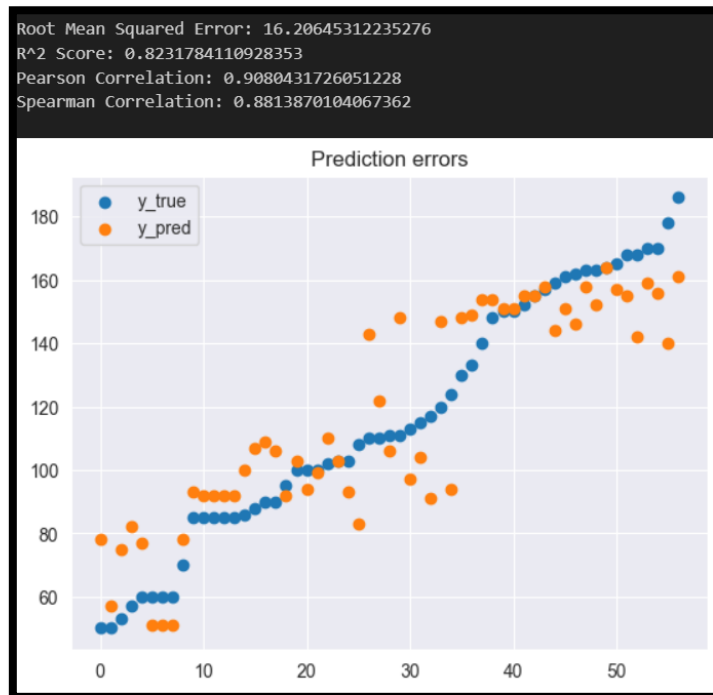 Root Mean Squared Error: 16.20645312235276
R^2 Score: 0.8231784110928353
Pearson Correlation: 0.9080431726051228
Spearman Correlation: 0.8813870104067362
Prediction errors
y_true
y_pred
180
160
140
120
100
80
60
0 10 20 30 40 50